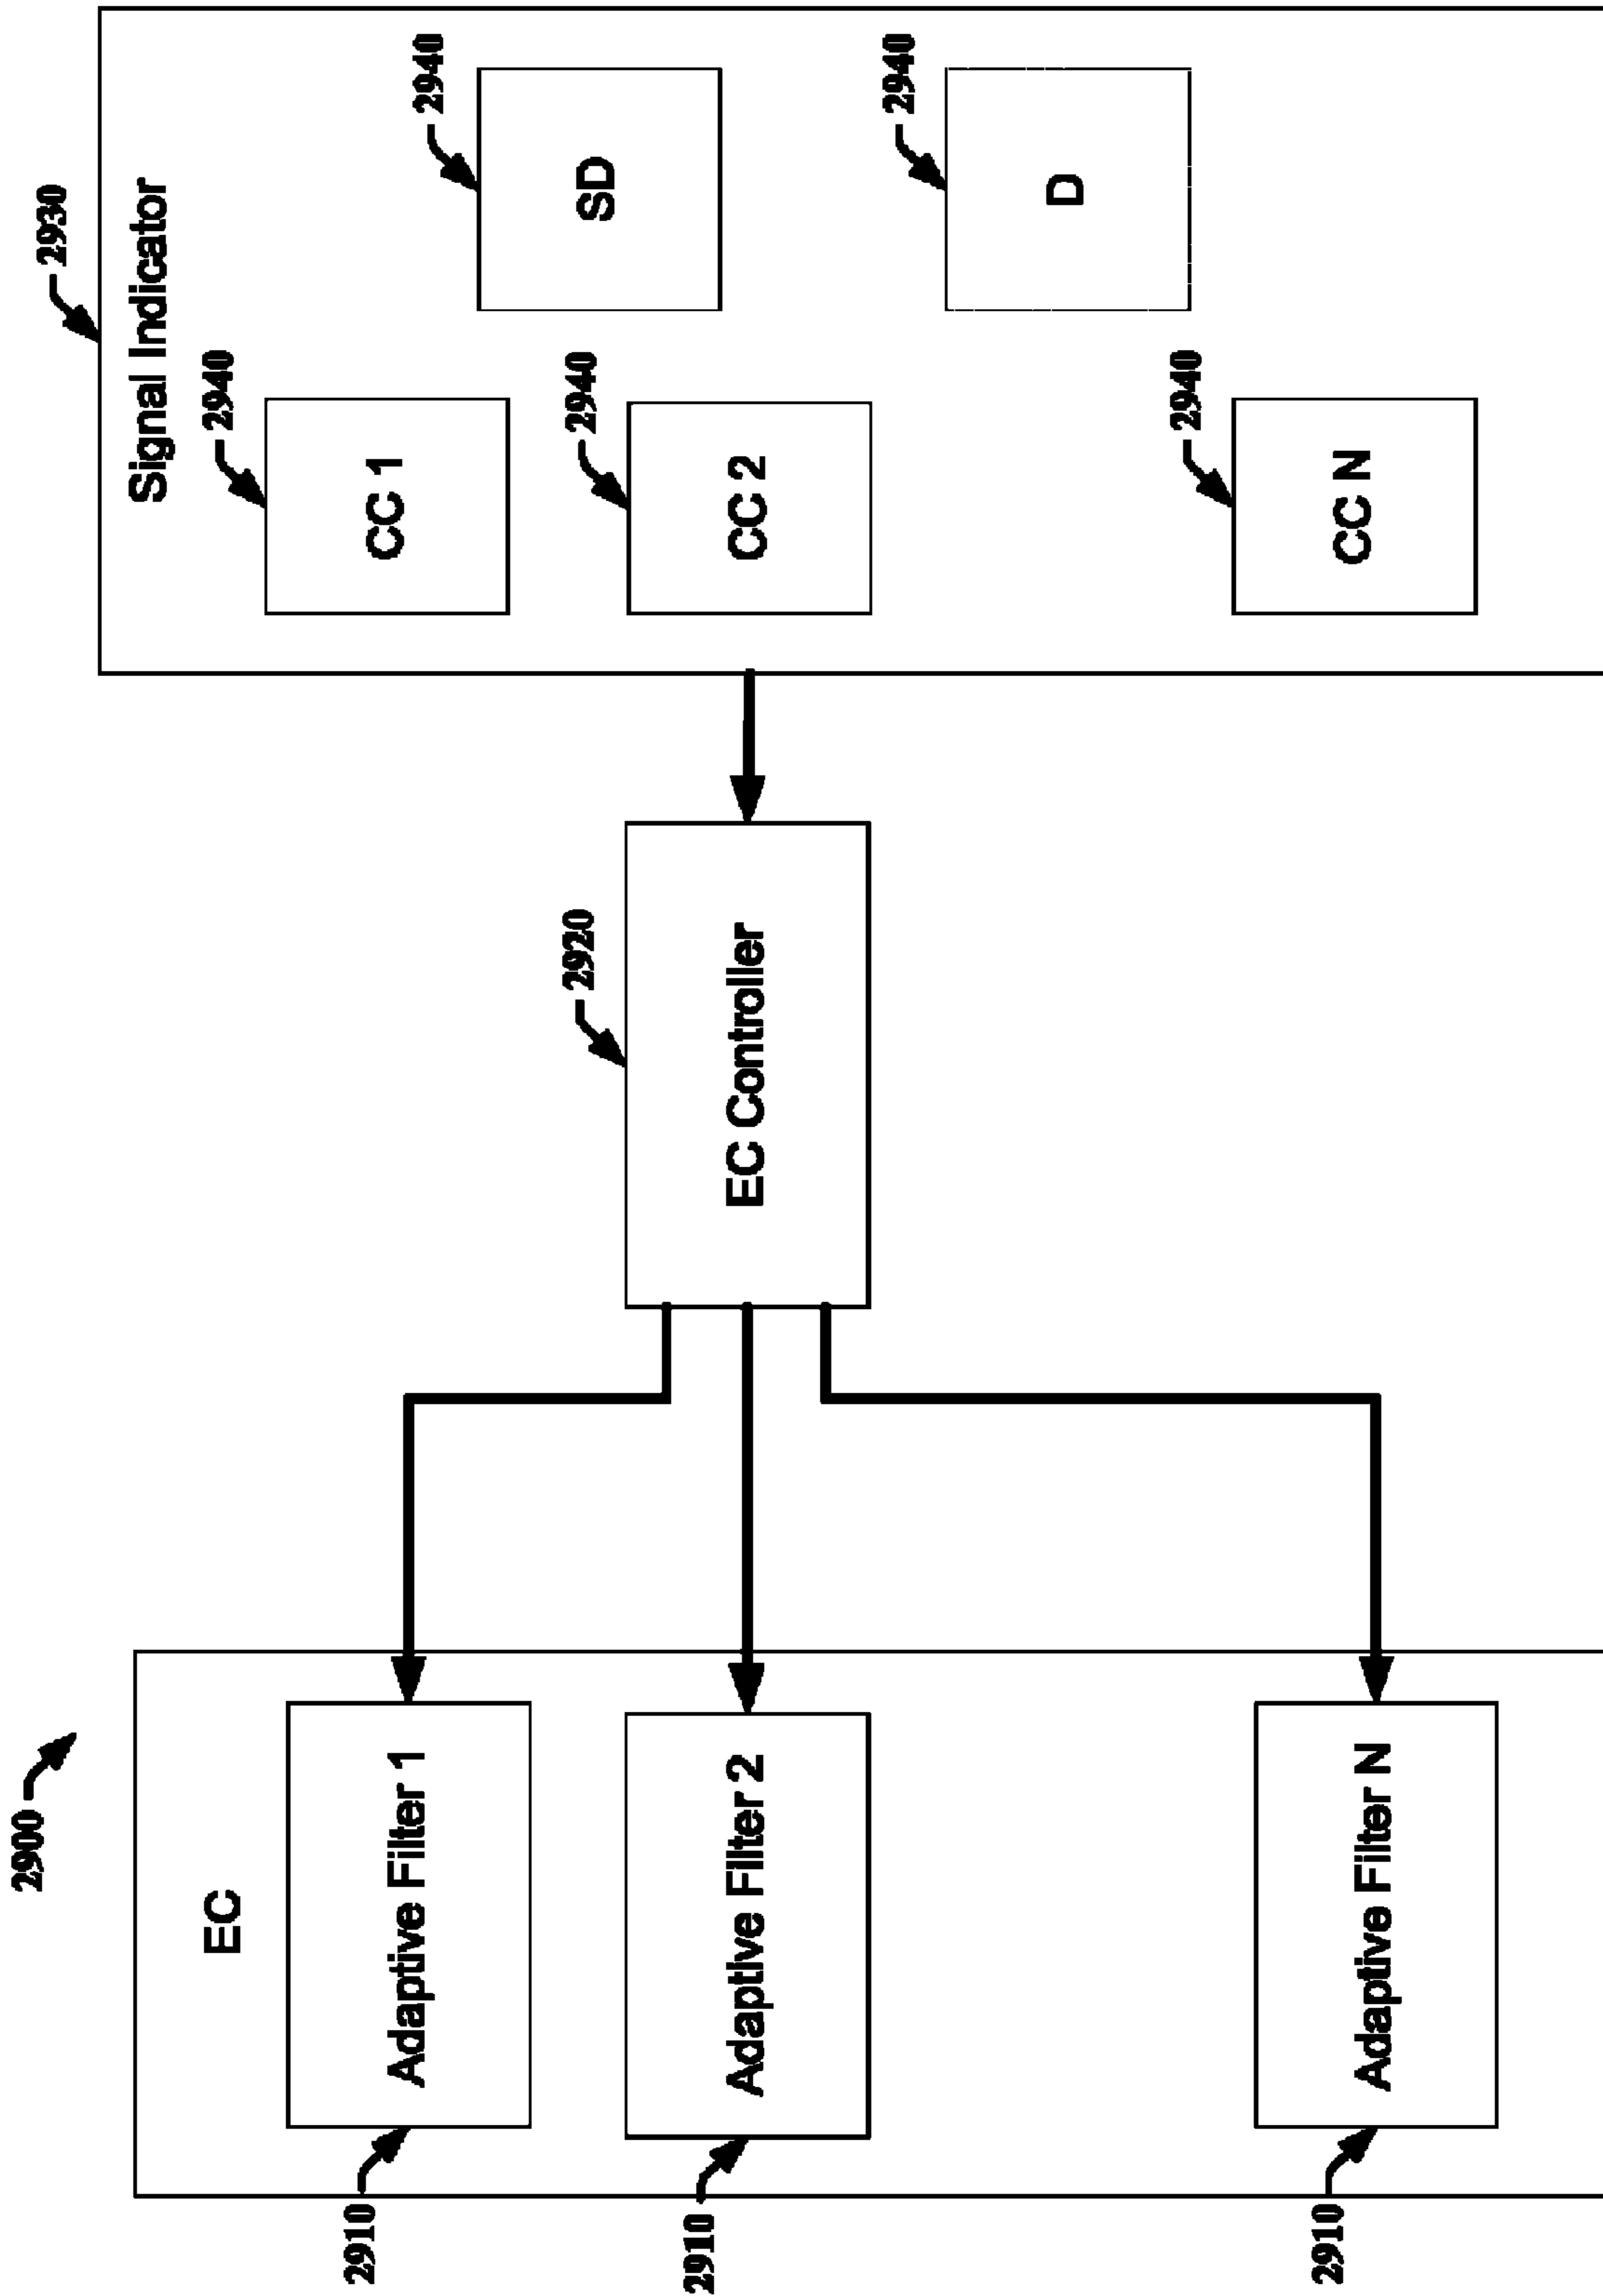 2900
EC
Adaptive Filter 1
2910
Adaptive Filter 2
2910
Adaptive Filter N
2910
EC Controller
2920
Signal Indicator
2930
CC 1
2940
CC 2
2940
CC N
2940
SD
2940
D
2940